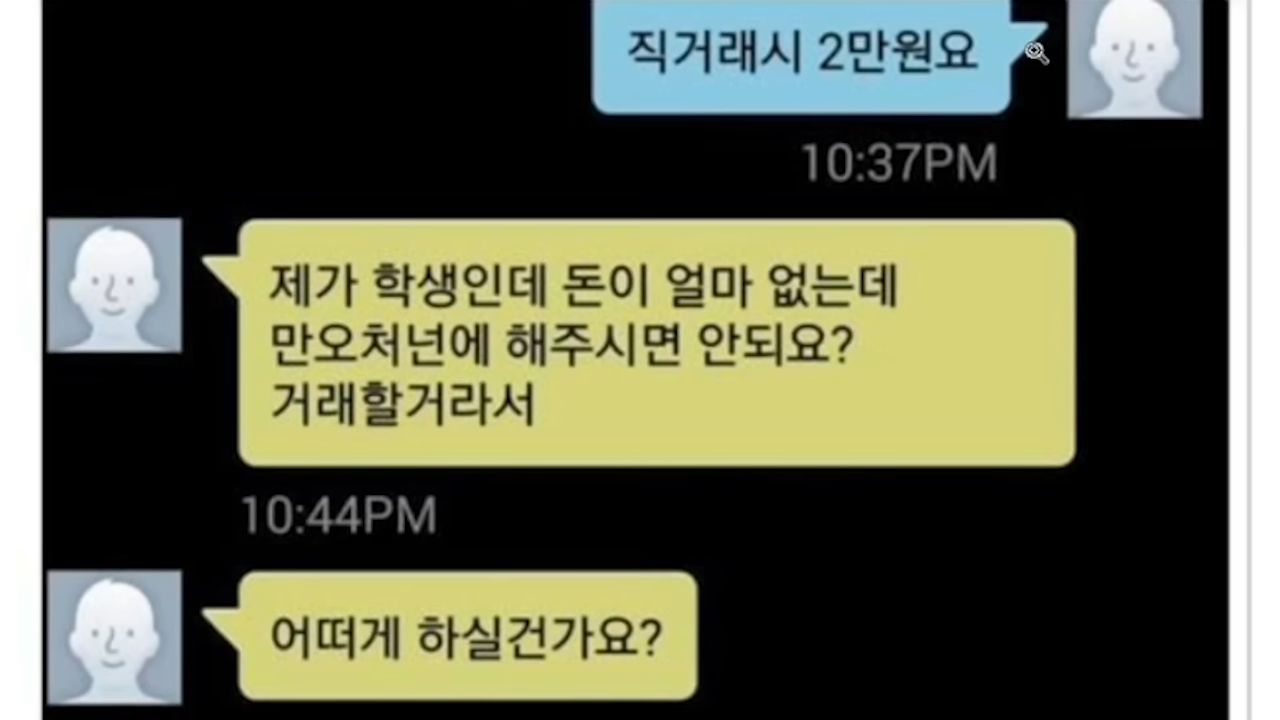 직거래시 2만원요
10:37PM
제가 학생인데 돈이 얼마 없는데
만오처넌에 해주시면 안되요?
거래할거라서
10:44PM
어떠게 하실건가요?